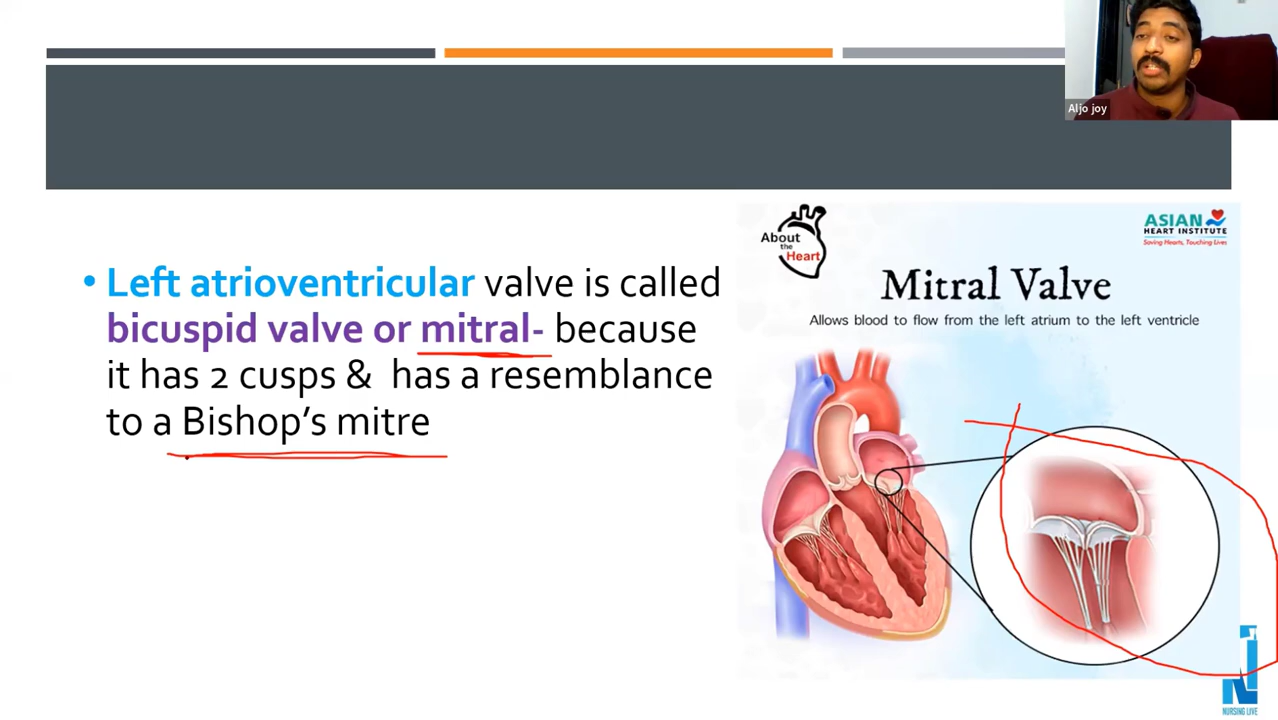 Aljo joy
• Left atrioventricular valve is called
bicuspid valve or mitral- because
it has 2 cusps & has a resemblance
to a Bishop’s mitre
About
the
Heart
ASIAN
HEART INSTITUTE
Saving Hearts, Touching Lives
Mitral Valve
Allows blood to flow from the left atrium to the left ventricle
NURSING LIVE